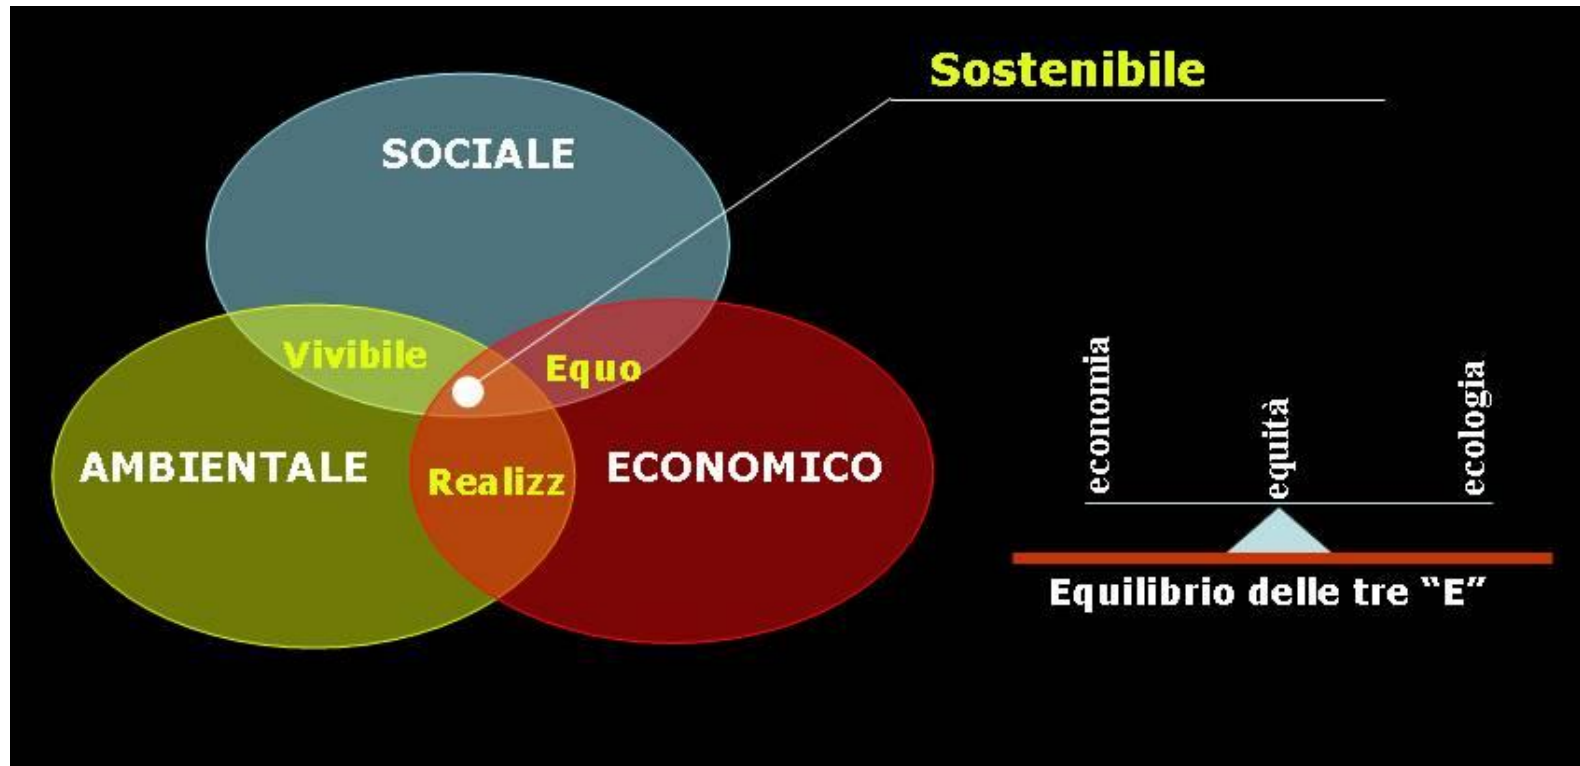 Sostenibile
SOCIALE
Vivibile
Equo
AMBIENTALE
Realizz
ECONOMICO
economia
equità
ecologia
Equilibrio delle tre “E”